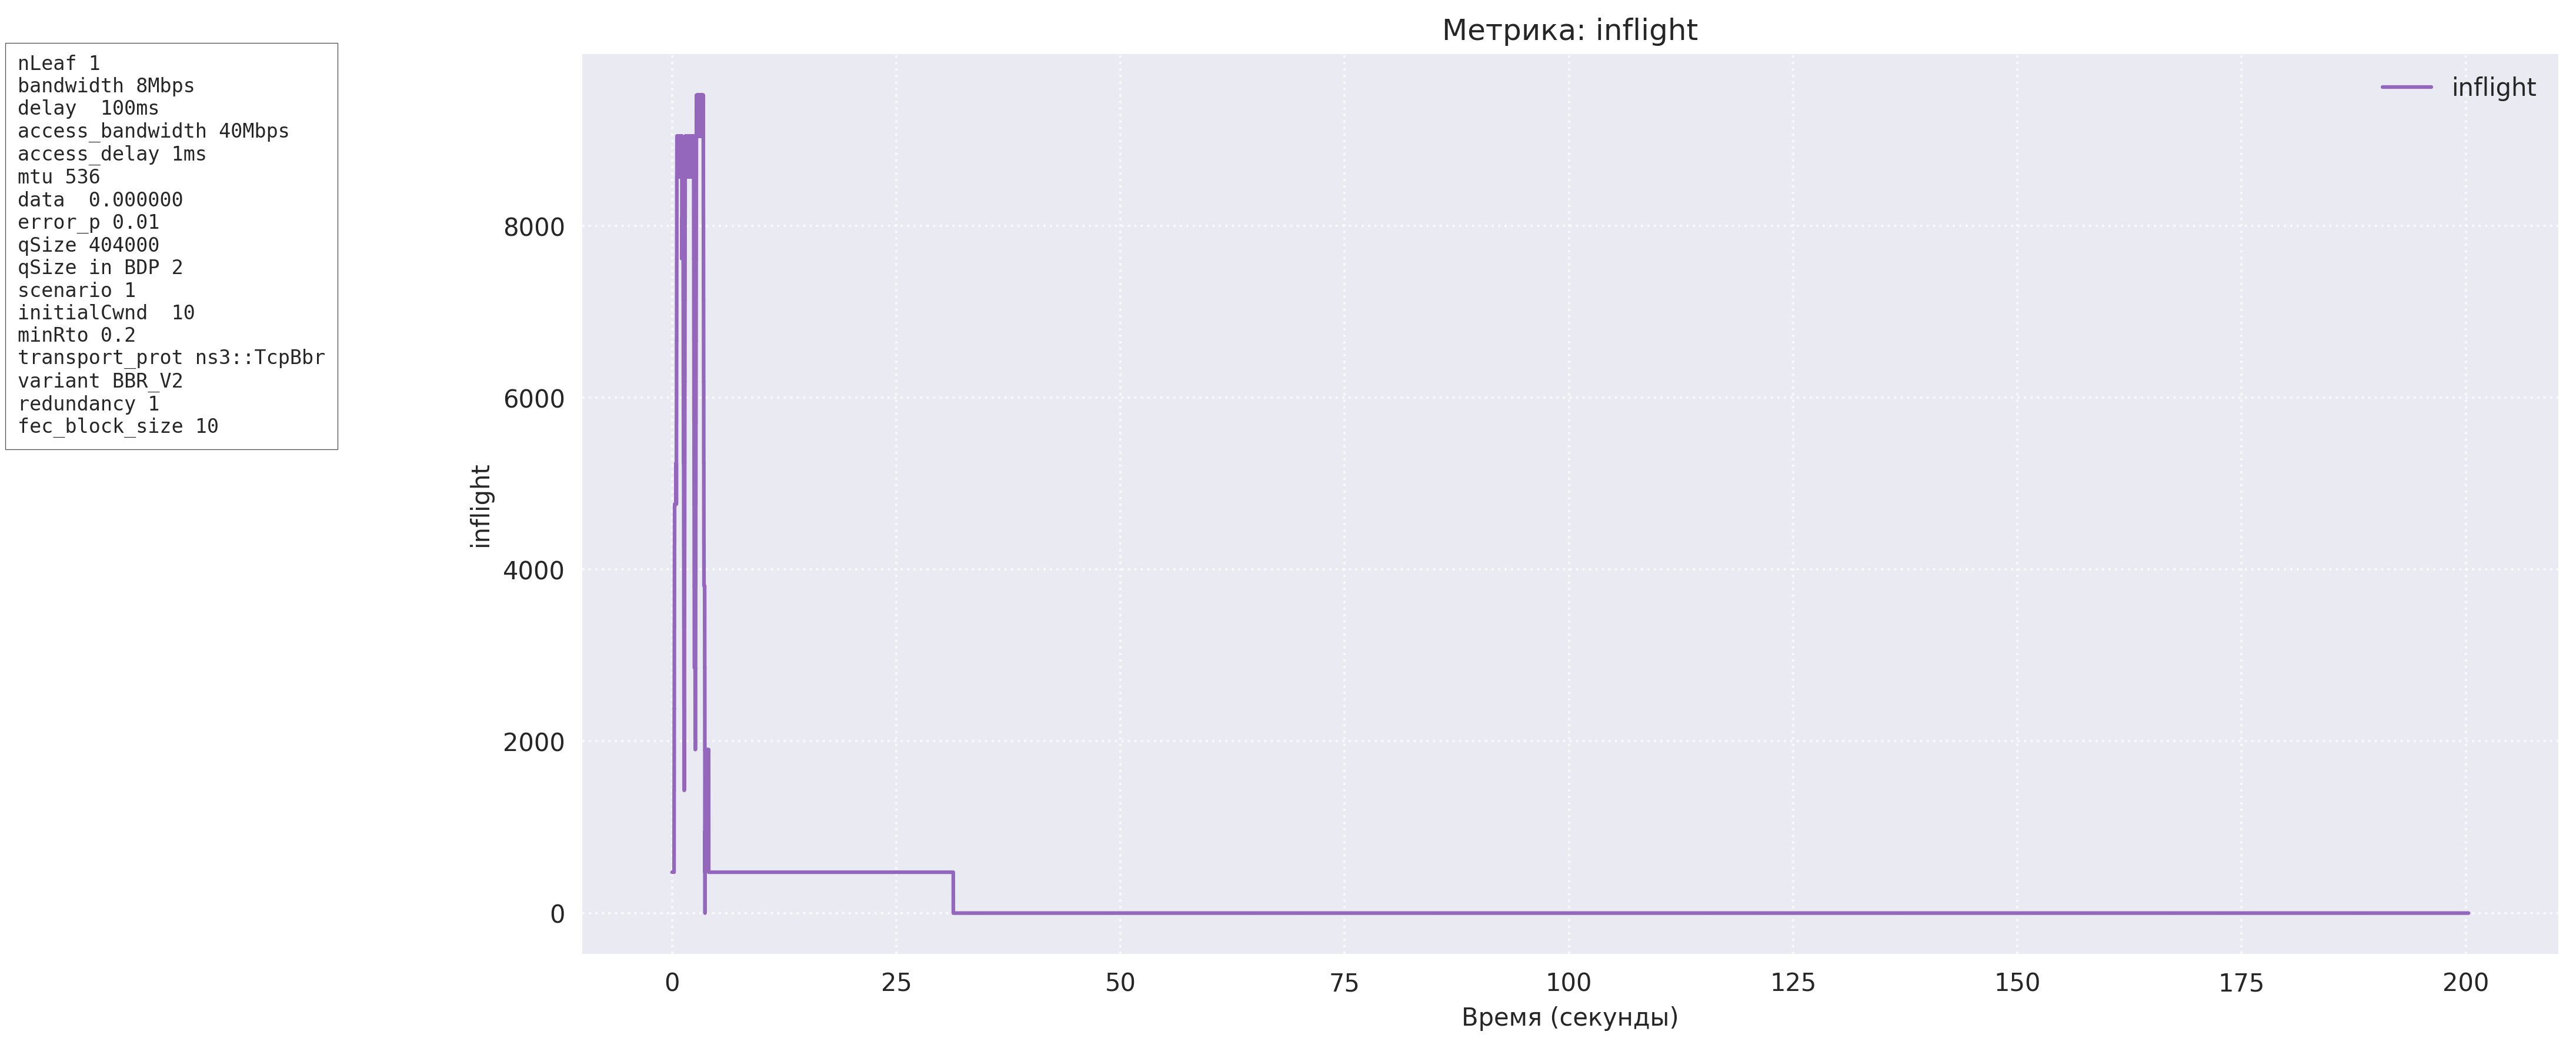 Метрика: inflight
nLeaf 1
bandwidth 8Mbps
delay  100ms
access_bandwidth 40Mbps
access_delay 1ms
mtu 536
data  0.000000
error_p 0.01
qSize 404000
qSize in BDP 2
scenario 1
initialCwnd  10
minRto 0.2
transport_prot ns3::TcpBbr
variant BBR_V2
redundancy 1
fec_block_size 10
inflight
inflight
8000
6000
4000
2000
0
0 25 50 75 100 125 150 175 200
Время (секунды)